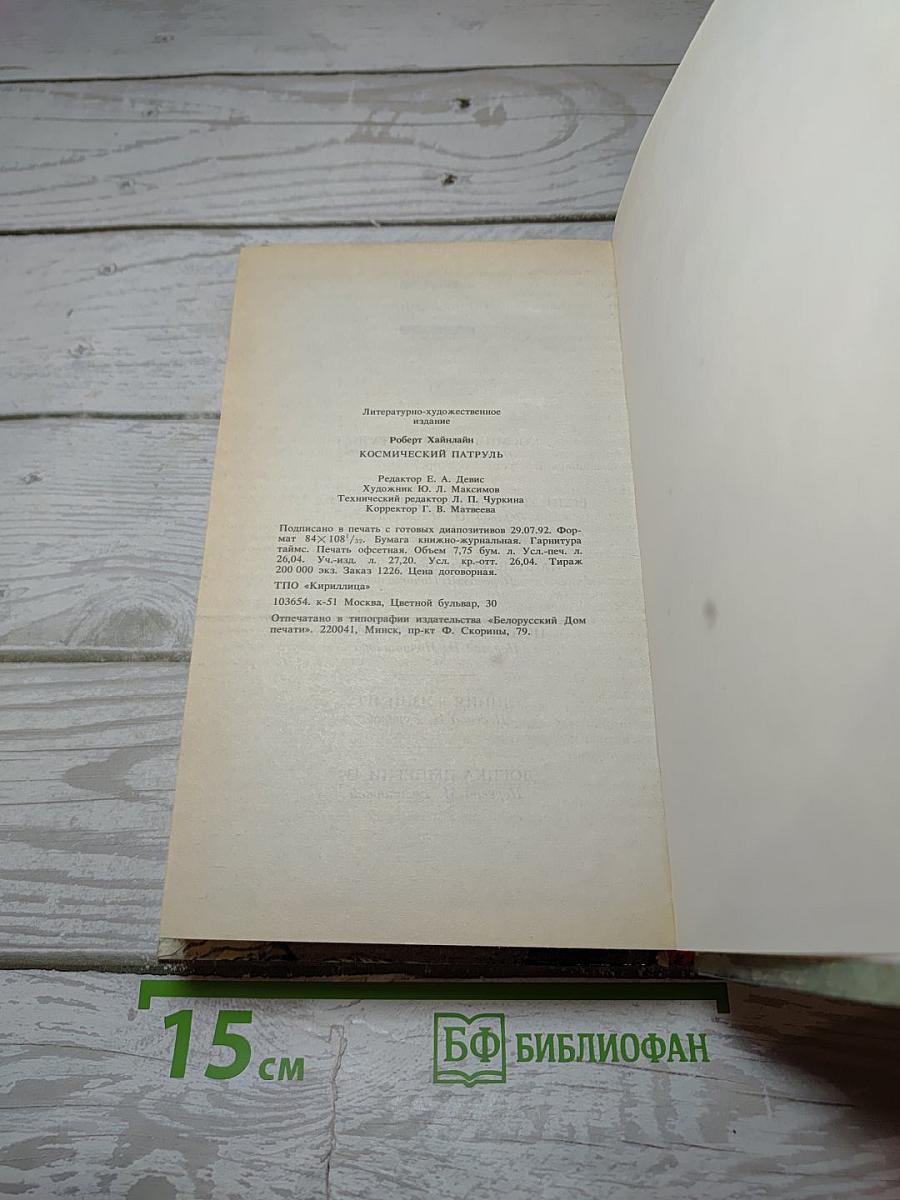 Литературно-художественное
издание
Роберт Хайнлайн
КОСМИЧЕСКИЙ ПАТРУЛЬ
Редактор Е. А. Девис
Художник Ю. Л. Максимов
Технический редактор Л. П. Чуркина
Корректор Г. В. Матвеева
Подписано в печать с готовых диапозитивов 29.07.92. Фор-
мат 84×108¹/₃₂. Бумага книжно-журнальная. Гарнитура
таймс. Печать офсетная. Объем 7,75 бум. л. Усл.-печ. л.
26,04. Уч.-изд. л. 27,20. Усл. кр.-отт. 26,04. Тираж
200 000 экз. Заказ 1226. Цена договорная.
ТПО «Кириллица»
103654. к-51 Москва, Цветной бульвар, 30
Отпечатано в типографии издательства «Белорусский Дом
печати». 220041, Минск, пр-кт Ф. Скорины, 79.
15 см
БФ БИБЛИОФАН